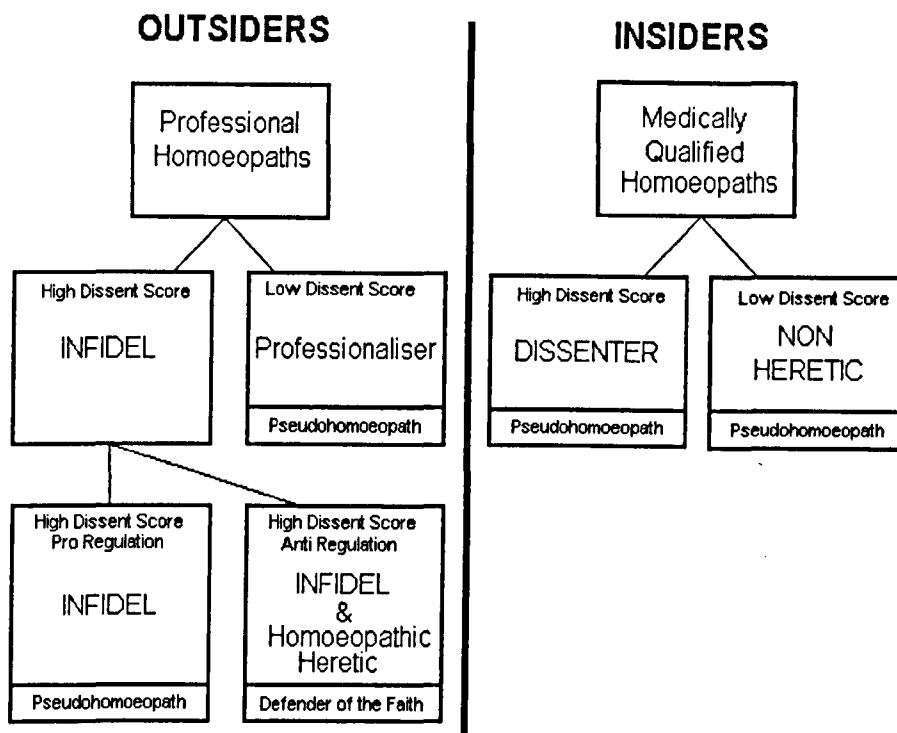 OUTSIDERS
Professional
Homoeopaths
High Dissent Score
INFIDEL
Low Dissent Score
Professionaliser
Pseudohomoeopath
High Dissent Score
Pro Regulation
INFIDEL
Pseudohomoeopath
High Dissent Score
Anti Regulation
INFIDEL
&
Homoeopathic
Heretic
Defender of the Faith
INSIDERS
Medically
Qualified
Homoeopaths
High Dissent Score
DISSENTER
Pseudohomoeopath
Low Dissent Score
NON
HERETIC
Pseudohomoeopath